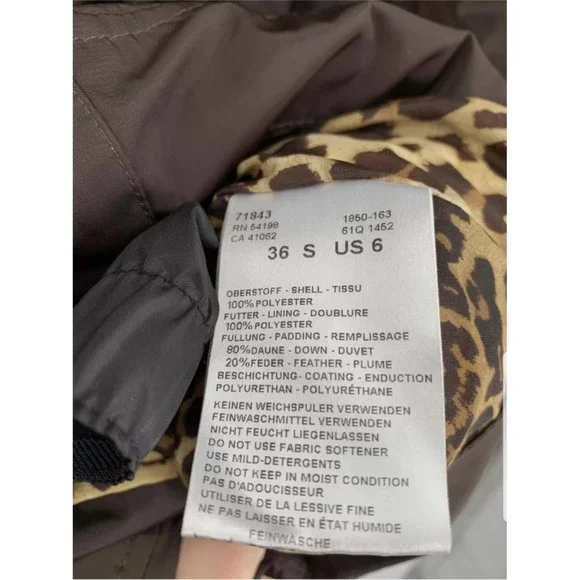 71843 1850-163
RN 54198 61Q 1452
CA 41082
36 S US 6
OBERSTOFF - SHELL - TISSU
100%POLYESTER
FUTTER - LINING - DOUBLURE
100%POLYESTER
FULLUNG - PADDING - REMPLISSAGE
80%DAUNE - DOWN - DUVET
20%FEDER - FEATHER - PLUME
BESCHICHTUNG - COATING - ENDUCTION
POLYURETHAN - POLYURÉTHANE
KEINEN WEICHSPULER VERWENDEN
FEINWASCHMITTEL VERWENDEN
NICHT FEUCHT LIEGENLASSEN
DO NOT USE FABRIC SOFTENER
USE MILD-DETERGENTS
DO NOT KEEP IN MOIST CONDITION
PAS D'ADOUCISSEUR
UTILISER DE LA LESSIVE FINE
NE PAS LAISSER EN ÉTAT HUMIDE
FEINWÄSCHE